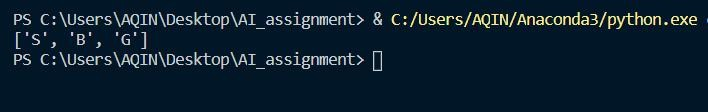 PS C:\Users\AQIN\Desktop\AI_assignment> & C:/Users/AQIN/Anaconda3/python.exe
['S', 'B', 'G']
PS C:\Users\AQIN\Desktop\AI_assignment>